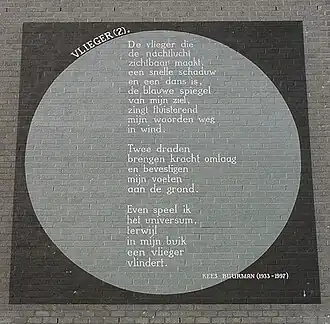 VLIEGER (2).
De vlieger die
de nachtlucht
zichtbaar maakt,
een snelle schaduw
en een dans is,
de blauwe spiegel
van mijn ziel,
zingt fluisterend
mijn woorden weg
in wind.
Twee draden
brengen kracht omlaag
en bevestigen
mijn voeten
aan de grond.
Even speel ik
het universum,
terwijl
in mijn buik
een vlieger
vlindert.
KEES BUURMAN (1933-1997)